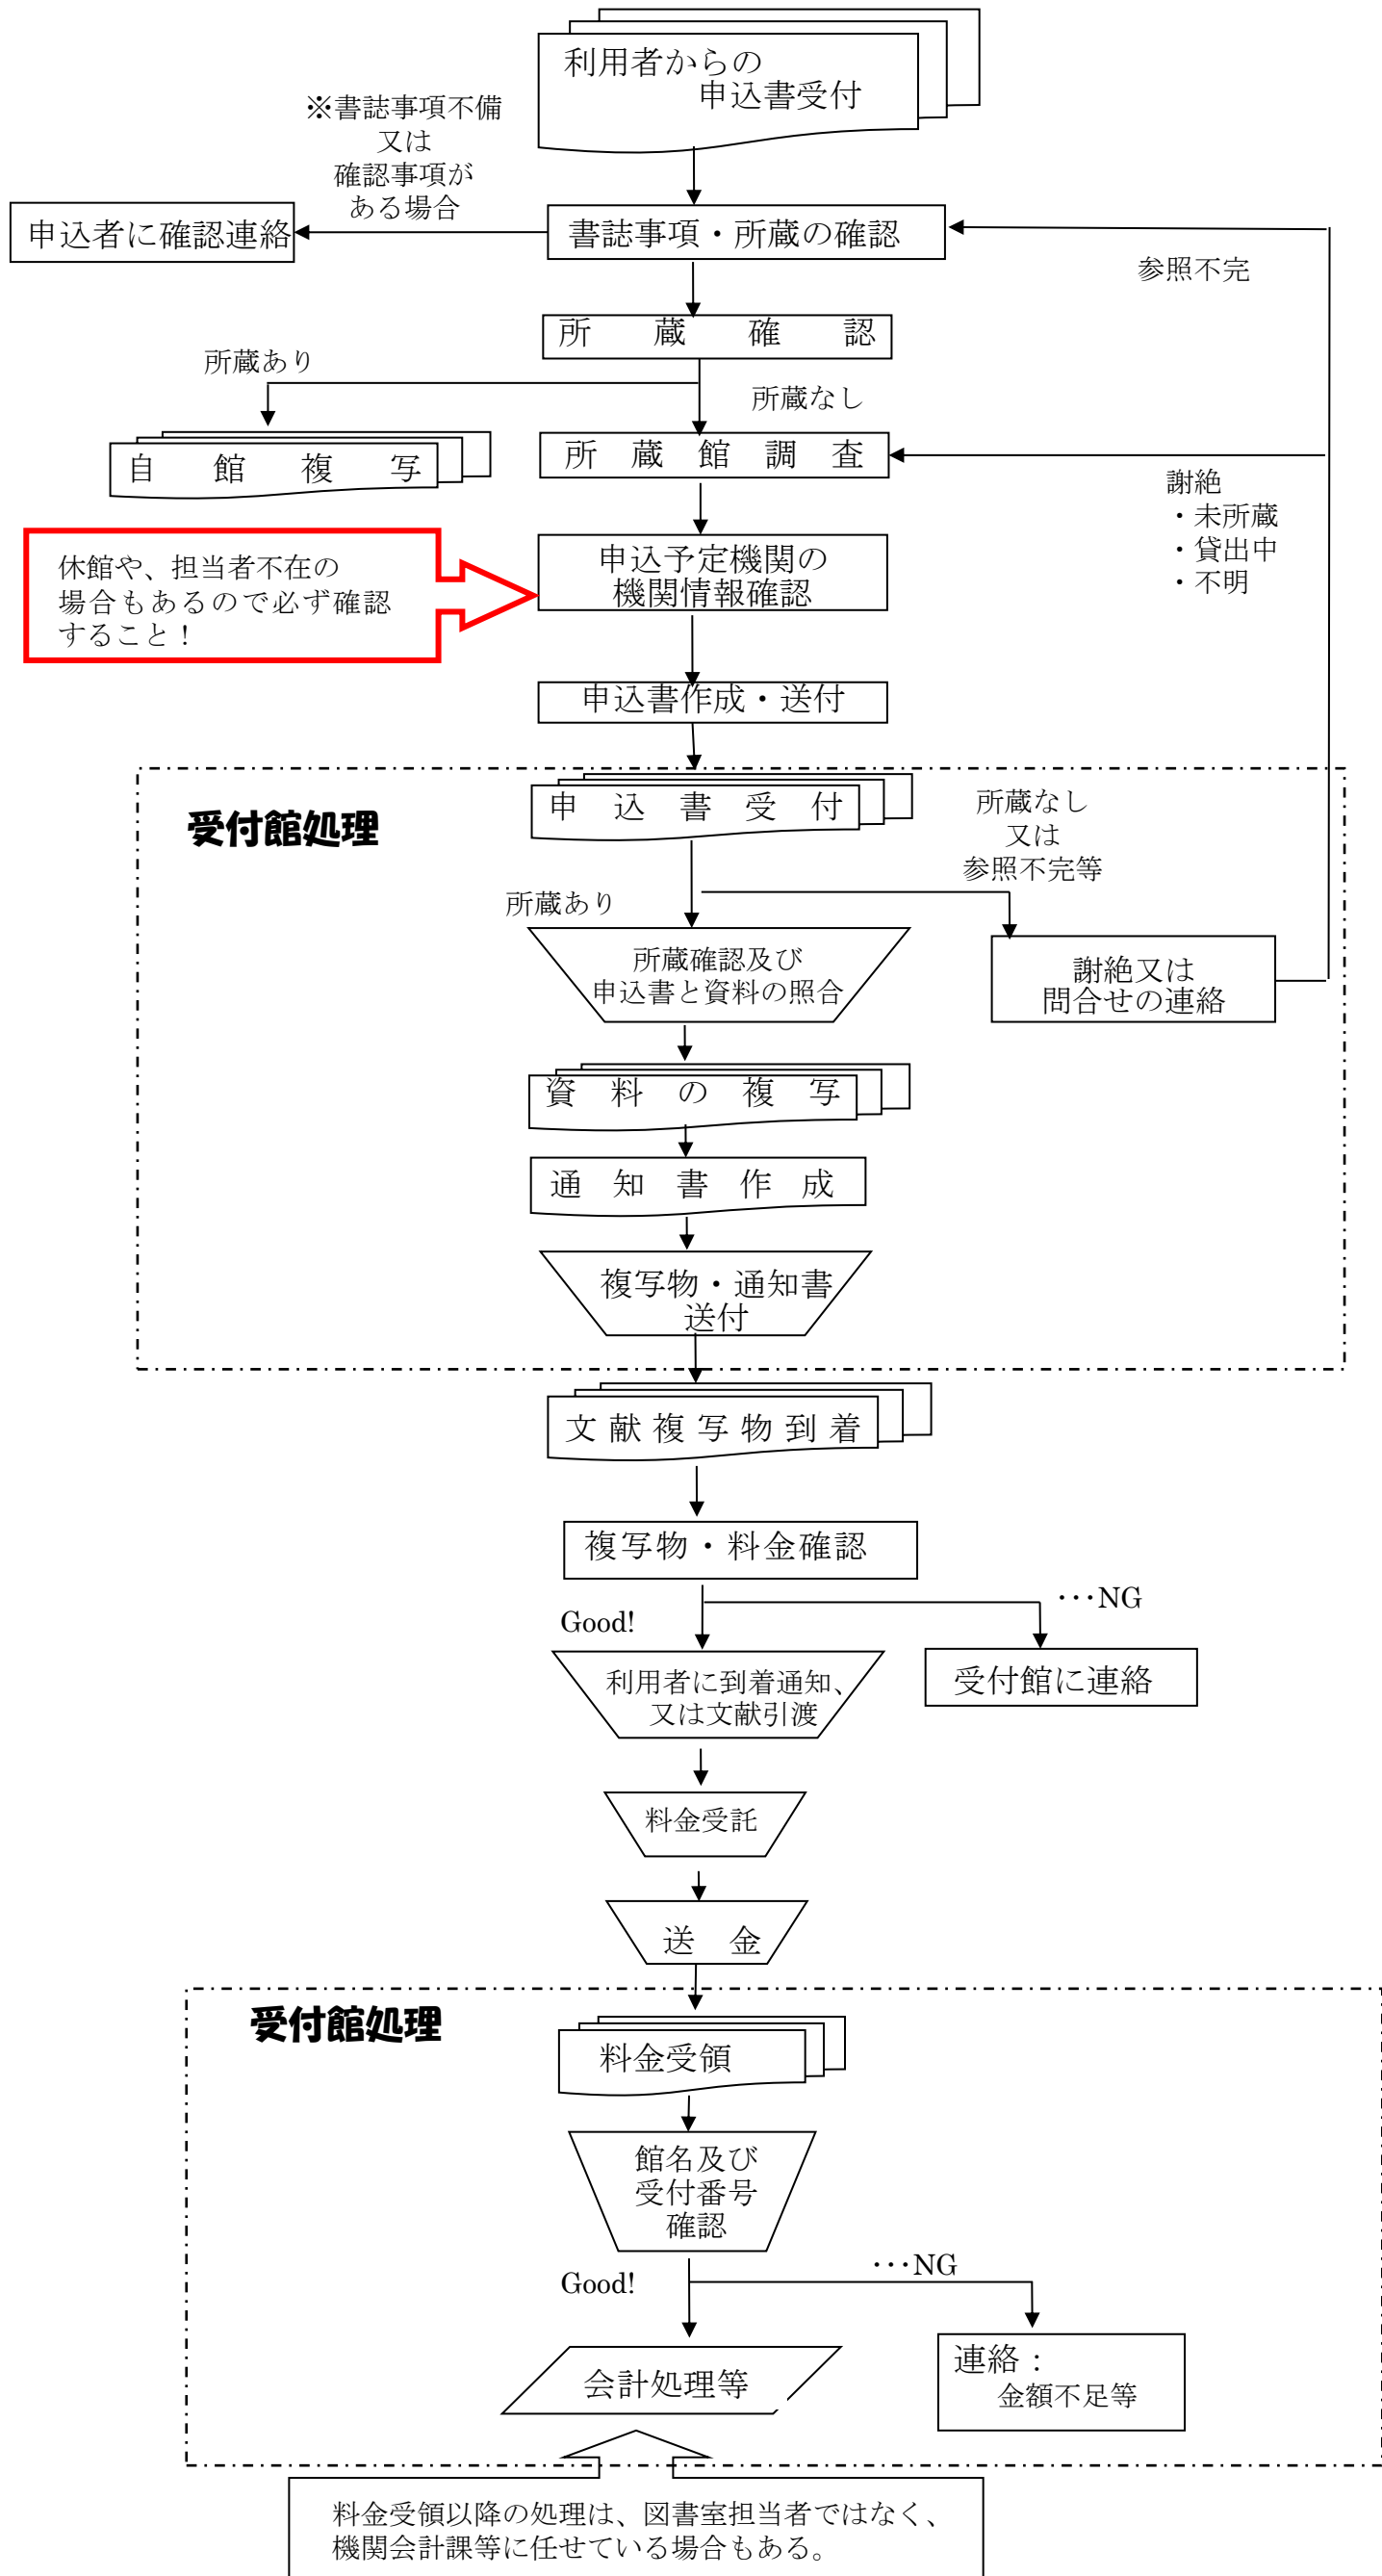 利用者からの
申込書受付
※書誌事項不備
又は
確認事項が
ある場合
申込者に確認連絡
書誌事項・所蔵の確認
参照不完
所蔵確認
所蔵あり
所蔵なし
自館複写
所蔵館調査
謝絶
・未所蔵
・貸出中
・不明
休館や、担当者不在の
場合もあるので必ず確認
すること！
申込予定機関の
機関情報確認
申込書作成・送付
受付館処理
申込書受付
所蔵なし
又は
参照不完等
所蔵あり
所蔵確認及び
申込書と資料の照合
謝絶又は
問合せの連絡
資料の複写
通知書作成
複写物・通知書
送付
文献複写物到着
複写物・料金確認
Good!
･･･NG
利用者に到着通知、
又は文献引渡
受付館に連絡
料金受託
送金
受付館処理
料金受領
館名及び
受付番号
確認
Good!
･･･NG
会計処理等
連絡：
金額不足等
料金受領以降の処理は、図書室担当者ではなく、
機関会計課等に任せている場合もある。